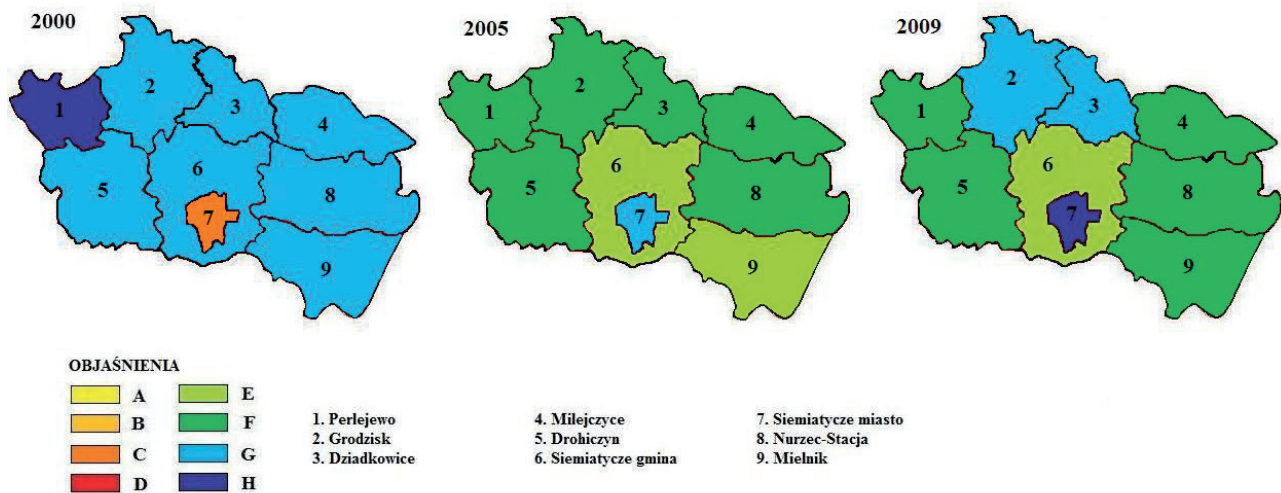 2000
1
2
3
4
5
6
7
8
9
2005
1
2
3
4
5
6
7
8
9
2009
1
2
3
4
5
6
7
8
9
OBJAŚNIENIA
A
B
C
D
E
F
G
H
1. Perlejewo
2. Grodzisk
3. Dziadkowice
4. Milejczyce
5. Drohiczyn
6. Siemiatycze gmina
7. Siemiatycze miasto
8. Nurzec-Stacja
9. Mielnik